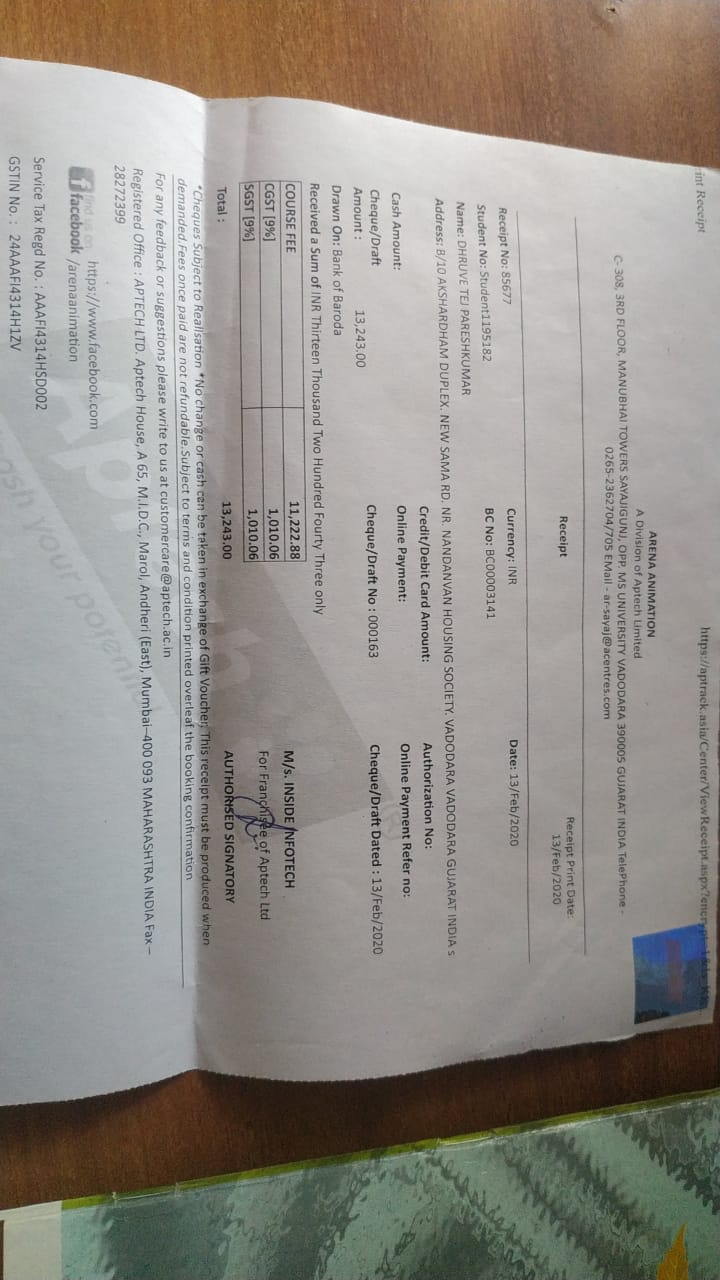 int Receipt https://aptrack.asia/Center/ViewReceipt.aspx?encrypt
ARENA ANIMATION
A Division of Aptech Limited
C-308, 3RD FLOOR, MANUBHAI TOWERS SAYAJIGUNJ, OPP. MS UNIVERSITY VADODARA 390005 GUJARAT INDIA TelePhone -
0265-2362704/705 EMail - ar-sayaj@acentres.com
Receipt
Receipt Print Date:
13/Feb/2020
Receipt No: 85677 Currency: INR Date: 13/Feb/2020
Student No: Student1195182 BC No: BC00003141
Name: DHRUVE TEJ PARESHKUMAR
Address: B/10 AKSHARDHAM DUPLEX. NEW SAMA RD. NR. NANDANVAN HOUSING SOCIETY. VADODARA VADODARA GUJARAT INDIA s
Credit/Debit Card Amount: Authorization No:
Cash Amount: Online Payment: Online Payment Refer no:
Cheque/Draft Amount : 13,243.00 Cheque/Draft No : 000163 Cheque/Draft Dated : 13/Feb/2020
Drawn On: Bank of Baroda
Received a Sum of INR Thirteen Thousand Two Hundred Fourty Three only
COURSE FEE 11,222.88
CGST [9%] 1,010.06
SGST [9%] 1,010.06
Total : 13,243.00
M/s. INSIDE INFOTECH
For Franchisee of Aptech Ltd
AUTHORISED SIGNATORY
*Cheques Subject to Realisation *No change or cash can be taken in exchange of Gift Voucher, This receipt must be produced when
demanded.Fees once paid are not refundable.Subject to terms and condition printed overleaf the booking confirmation
For any feedback or suggestions please write to us at customercare@aptech.ac.in
Registered Office : APTECH LTD. Aptech House, A 65, M.I.D.C., Marol, Andheri (East), Mumbai–400 093 MAHARASHTRA INDIA Fax –
28272399
find us on
facebook https://www.facebook.com
/arenaanimation
Service Tax Regd No. : AAAFI4314HSD002
GSTIN No. : 24AAAFI4314H1ZV